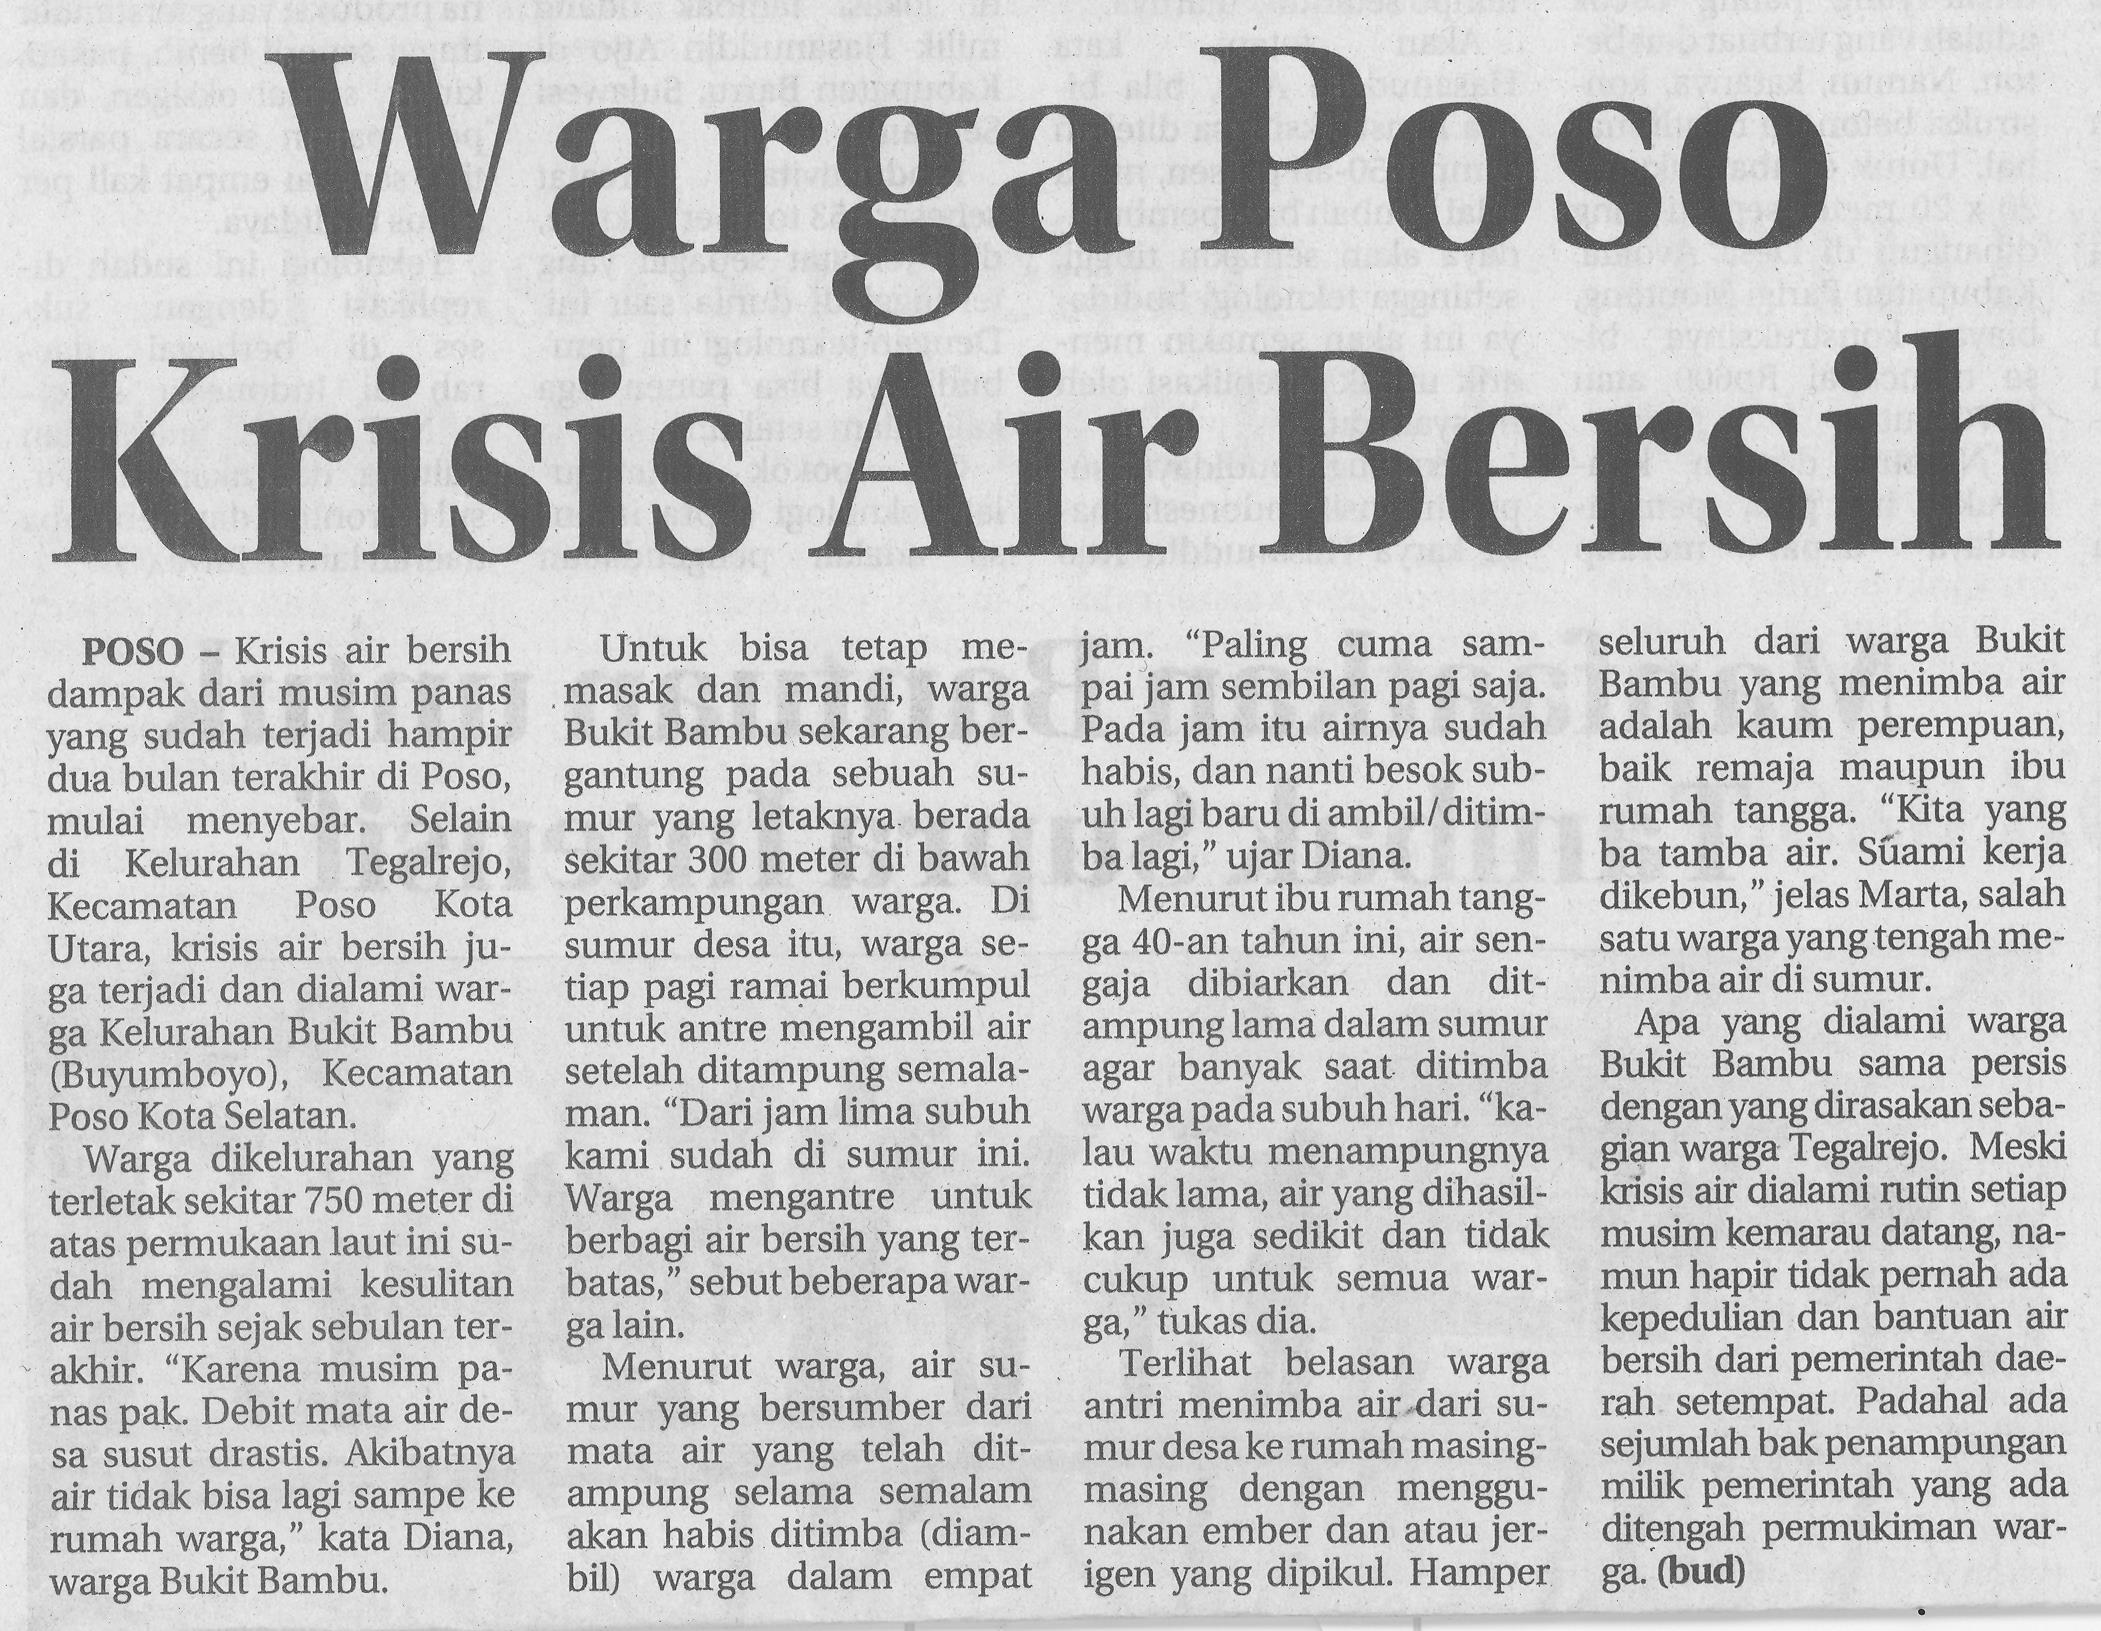 Warga Poso
Krisis Air Bersih
POSO – Krisis air bersih
dampak dari musim panas
yang sudah terjadi hampir
dua bulan terakhir di Poso,
mulai menyebar. Selain
di Kelurahan Tegalrejo,
Kecamatan Poso Kota
Utara, krisis air bersih ju-
ga terjadi dan dialami war-
ga Kelurahan Bukit Bambu
(Buyumboyo), Kecamatan
Poso Kota Selatan.
Warga dikelurahan yang
terletak sekitar 750 meter di
atas permukaan laut ini su-
dah mengalami kesulitan
air bersih sejak sebulan ter-
akhir. “Karena musim pa-
nas pak. Debit mata air de-
sa susut drastis. Akibatnya
air tidak bisa lagi sampe ke
rumah warga,” kata Diana,
warga Bukit Bambu.
Untuk bisa tetap me-
masak dan mandi, warga
Bukit Bambu sekarang ber-
gantung pada sebuah su-
mur yang letaknya berada
sekitar 300 meter di bawah
perkampungan warga. Di
sumur desa itu, warga se-
tiap pagi ramai berkumpul
untuk antre mengambil air
setelah ditampung semala-
man. “Dari jam lima subuh
kami sudah di sumur ini.
Warga mengantre untuk
berbagi air bersih yang ter-
batas,” sebut beberapa war-
ga lain.
Menurut warga, air su-
mur yang bersumber dari
mata air yang telah dit-
ampung selama semalam
akan habis ditimba (diam-
bil) warga dalam empat
jam. “Paling cuma sam-
pai jam sembilan pagi saja.
Pada jam itu airnya sudah
habis, dan nanti besok sub-
uh lagi baru di ambil/ditim-
ba lagi,” ujar Diana.
Menurut ibu rumah tang-
ga 40-an tahun ini, air sen-
gaja dibiarkan dan dit-
ampung lama dalam sumur
agar banyak saat ditimba
warga pada subuh hari. “ka-
lau waktu menampungnya
tidak lama, air yang dihasil-
kan juga sedikit dan tidak
cukup untuk semua war-
ga,” tukas dia.
Terlihat belasan warga
antri menimba air dari su-
mur desa ke rumah masing-
masing dengan menggu-
nakan ember dan atau jer-
igen yang dipikul. Hamper
seluruh dari warga Bukit
Bambu yang menimba air
adalah kaum perempuan,
baik remaja maupun ibu
rumah tangga. “Kita yang
ba tamba air. Suami kerja
dikebun,” jelas Marta, salah
satu warga yang tengah me-
nimba air di sumur.
Apa yang dialami warga
Bukit Bambu sama persis
dengan yang dirasakan seba-
gian warga Tegalrejo. Meski
krisis air dialami rutin setiap
musim kemarau datang, na-
mun hapir tidak pernah ada
kepedulian dan bantuan air
bersih dari pemerintah dae-
rah setempat. Padahal ada
sejumlah bak penampungan
milik pemerintah yang ada
ditengah permukiman war-
ga. (bud)